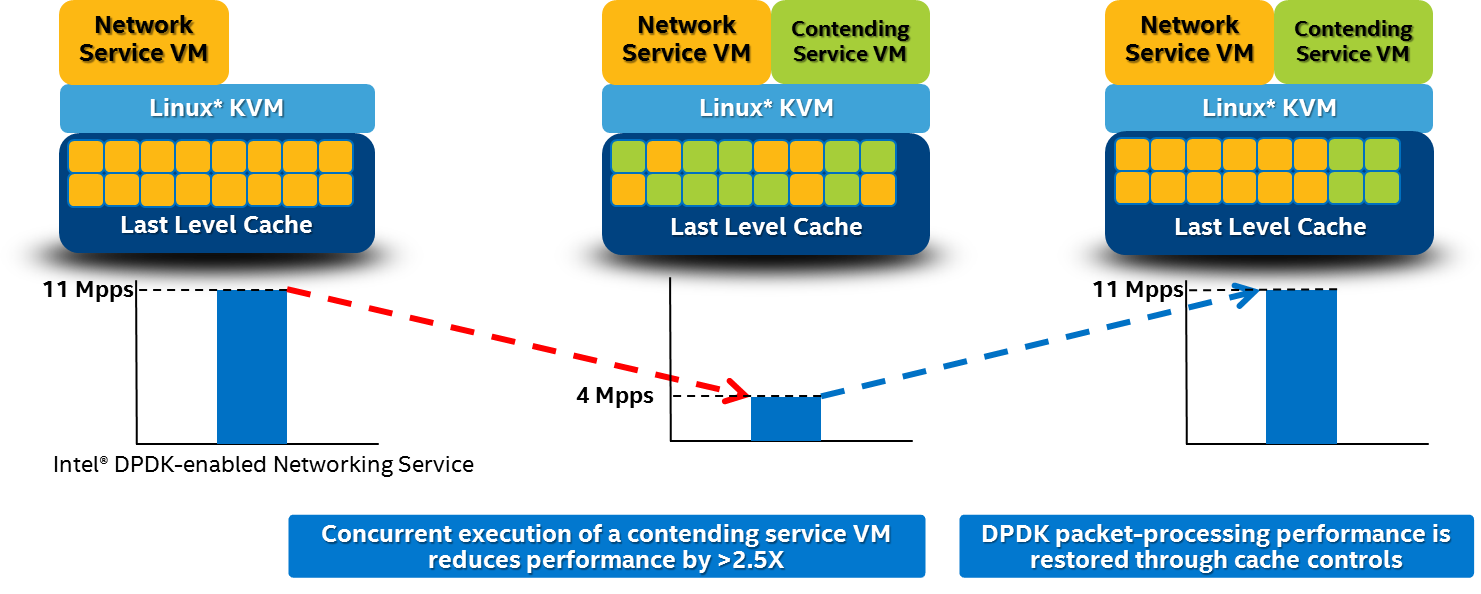 Network
Service VM
Linux* KVM
Last Level Cache
11 Mpps
Intel® DPDK-enabled Networking Service
Network
Service VM
Contending
Service VM
Linux* KVM
Last Level Cache
4 Mpps
Concurrent execution of a contending service VM
reduces performance by >2.5X
Network
Service VM
Contending
Service VM
Linux* KVM
Last Level Cache
11 Mpps
DPDK packet-processing performance is
restored through cache controls